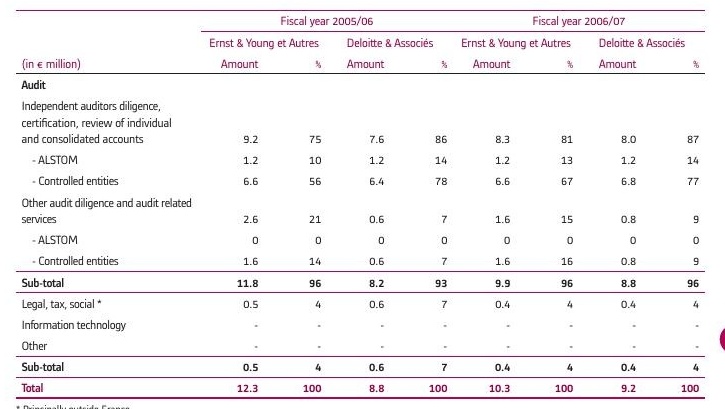 Fiscal year 2005/06 Fiscal year 2006/07
Ernst & Young et Autres Deloitte & Associés Ernst & Young et Autres Deloitte & Associés
(in € million) Amount % Amount % Amount % Amount %
Audit
Independent auditors diligence,
certification, review of individual
and consolidated accounts 9.2 75 7.6 86 8.3 81 8.0 87
- ALSTOM 1.2 10 1.2 14 1.2 13 1.2 14
- Controlled entities 6.6 56 6.4 78 6.6 67 6.8 77
Other audit diligence and audit related
services 2.6 21 0.6 7 1.6 15 0.8 9
- ALSTOM 0 0 0 0 0 0 0 0
- Controlled entities 1.6 14 0.6 7 1.6 16 0.8 9
Sub-total 11.8 96 8.2 93 9.9 96 8.8 96
Legal, tax, social * 0.5 4 0.6 7 0.4 4 0.4 4
Information technology - - - - - - - -
Other - - - - - - - -
Sub-total 0.5 4 0.6 7 0.4 4 0.4 4
Total 12.3 100 8.8 100 10.3 100 9.2 100
* Principally outside France